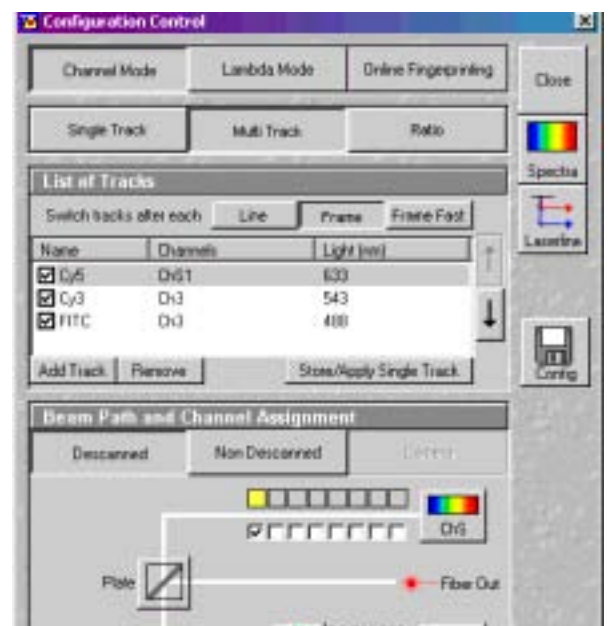 Configuration Control
Channel Mode Lambda Mode Online Fingerprinting Close
Single Track Multi Track Ratio
Spectra
List of Tracks
Switch tracks after each Line Frame Frame Fast
Laserline
Name Channels Light (nm)
Cy5 ChS1 633
Cy3 Ch3 543
FITC Ch3 488
Add Track Remove Store/Apply Single Track
Config
Beam Path and Channel Assignment
Descanned Non Descanned
ChS
Plate Fiber Out